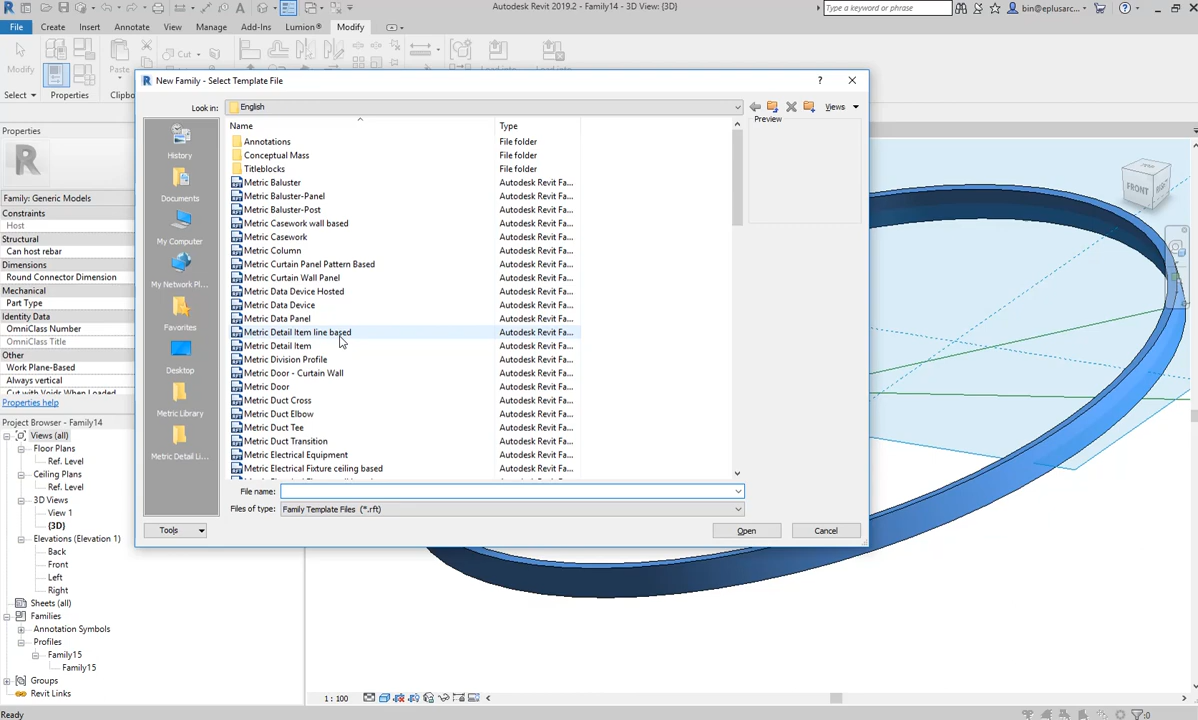 Autodesk Revit 2019.2 - Family14 - 3D View: {3D}
Type a keyword or phrase
bin@eplusarc...
File Create Insert Annotate View Manage Add-Ins Lumion® Modify
Modify
Paste
Cut
Select Properties Clipbo
Properties
Family: Generic Models
Constraints
Host
Structural
Can host rebar
Dimensions
Round Connector Dimension
Mechanical
Part Type
Identity Data
OmniClass Number
OmniClass Title
Other
Work Plane-Based
Always vertical
Cut with Voids When Loaded
Properties help
Project Browser - Family14
Views (all)
Floor Plans
Ref. Level
Ceiling Plans
Ref. Level
3D Views
View 1
{3D}
Elevations (Elevation 1)
Back
Front
Left
Right
Sheets (all)
Families
Annotation Symbols
Profiles
Family15
Family15
Groups
Revit Links
Ready
New Family - Select Template File
Look in: English
Views
Preview
History
Documents
My Computer
My Network Pl...
Favorites
Desktop
Metric Library
Metric Detail Li...
Name Type
Annotations File folder
Conceptual Mass File folder
Titleblocks File folder
Metric Baluster Autodesk Revit Fa...
Metric Baluster-Panel Autodesk Revit Fa...
Metric Baluster-Post Autodesk Revit Fa...
Metric Casework wall based Autodesk Revit Fa...
Metric Casework Autodesk Revit Fa...
Metric Column Autodesk Revit Fa...
Metric Curtain Panel Pattern Based Autodesk Revit Fa...
Metric Curtain Wall Panel Autodesk Revit Fa...
Metric Data Device Hosted Autodesk Revit Fa...
Metric Data Device Autodesk Revit Fa...
Metric Data Panel Autodesk Revit Fa...
Metric Detail Item line based Autodesk Revit Fa...
Metric Detail Item Autodesk Revit Fa...
Metric Division Profile Autodesk Revit Fa...
Metric Door - Curtain Wall Autodesk Revit Fa...
Metric Door Autodesk Revit Fa...
Metric Duct Cross Autodesk Revit Fa...
Metric Duct Elbow Autodesk Revit Fa...
Metric Duct Tee Autodesk Revit Fa...
Metric Duct Transition Autodesk Revit Fa...
Metric Electrical Equipment Autodesk Revit Fa...
Metric Electrical Fixture ceiling based Autodesk Revit Fa...
File name:
Files of type: Family Template Files (*.rft)
Tools Open Cancel
FRONT
1 : 100
:0